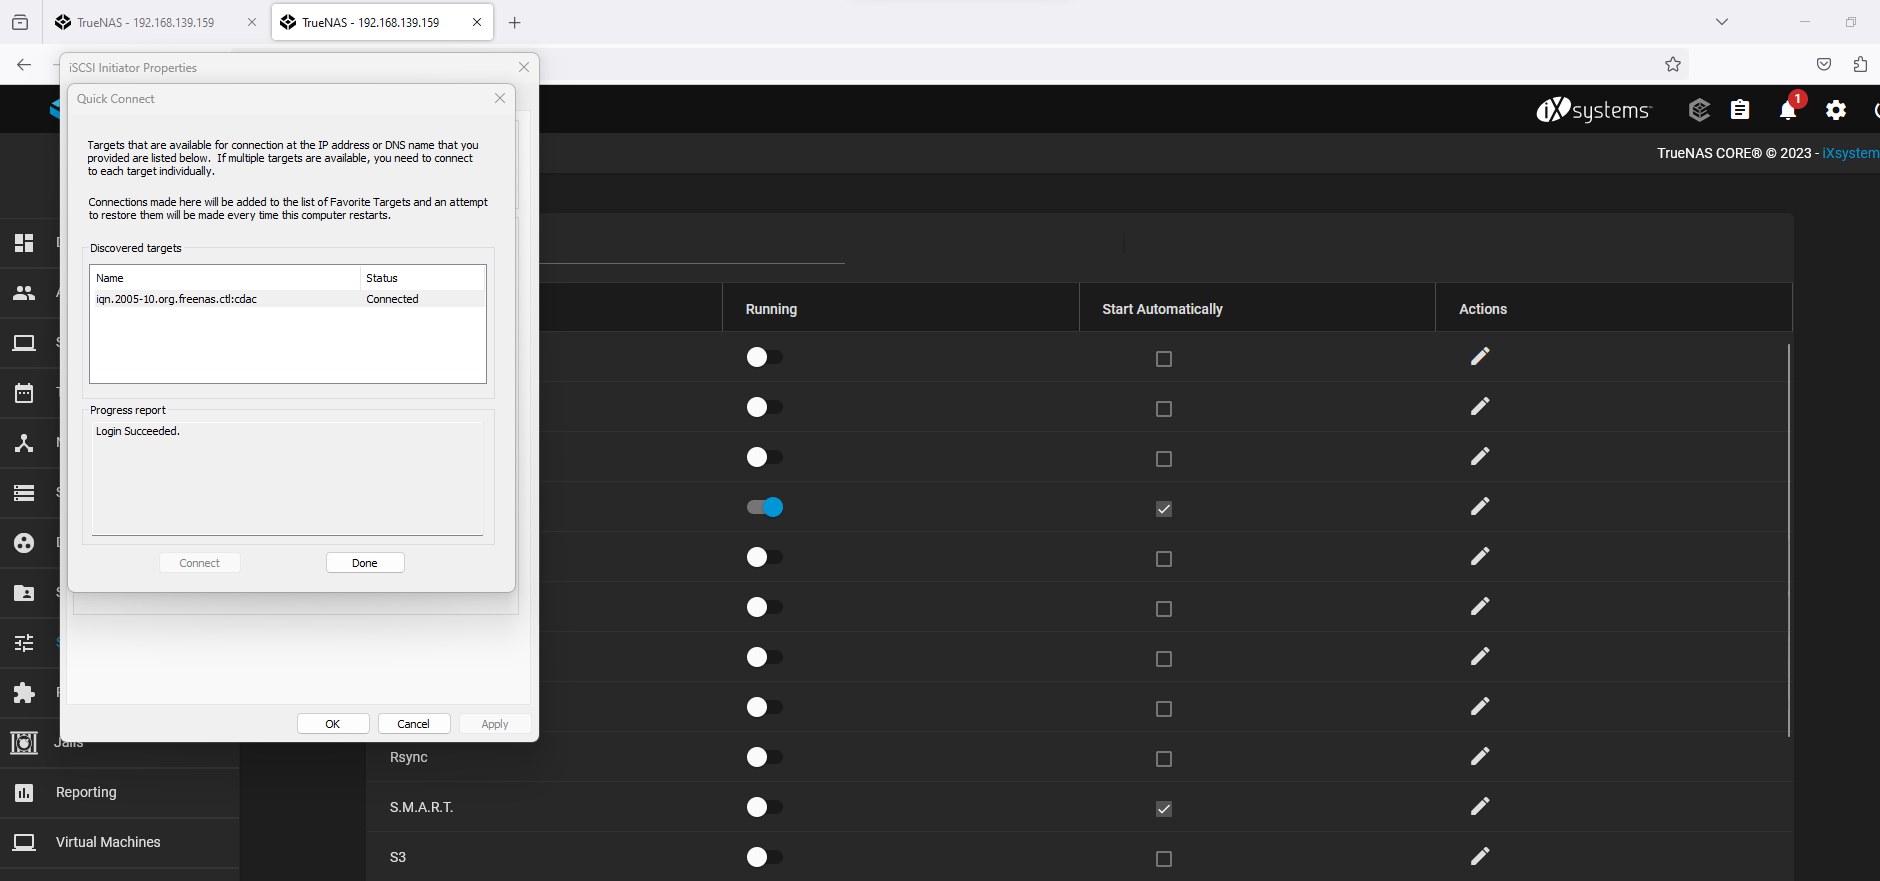 TrueNAS - 192.168.139.159
TrueNAS - 192.168.139.159
iSCSI Initiator Properties
Quick Connect
Targets that are available for connection at the IP address or DNS name that you
provided are listed below.  If multiple targets are available, you need to connect
to each target individually.
Connections made here will be added to the list of Favorite Targets and an attempt
to restore them will be made every time this computer restarts.
Discovered targets
Name Status
iqn.2005-10.org.freenas.ctl:cdac Connected
Progress report
Login Succeeded.
Connect Done
OK Cancel Apply
iXsystems
1
TrueNAS CORE® © 2023 - iXsystem
Running Start Automatically Actions
Jails
Reporting
Virtual Machines
Rsync
S.M.A.R.T.
S3